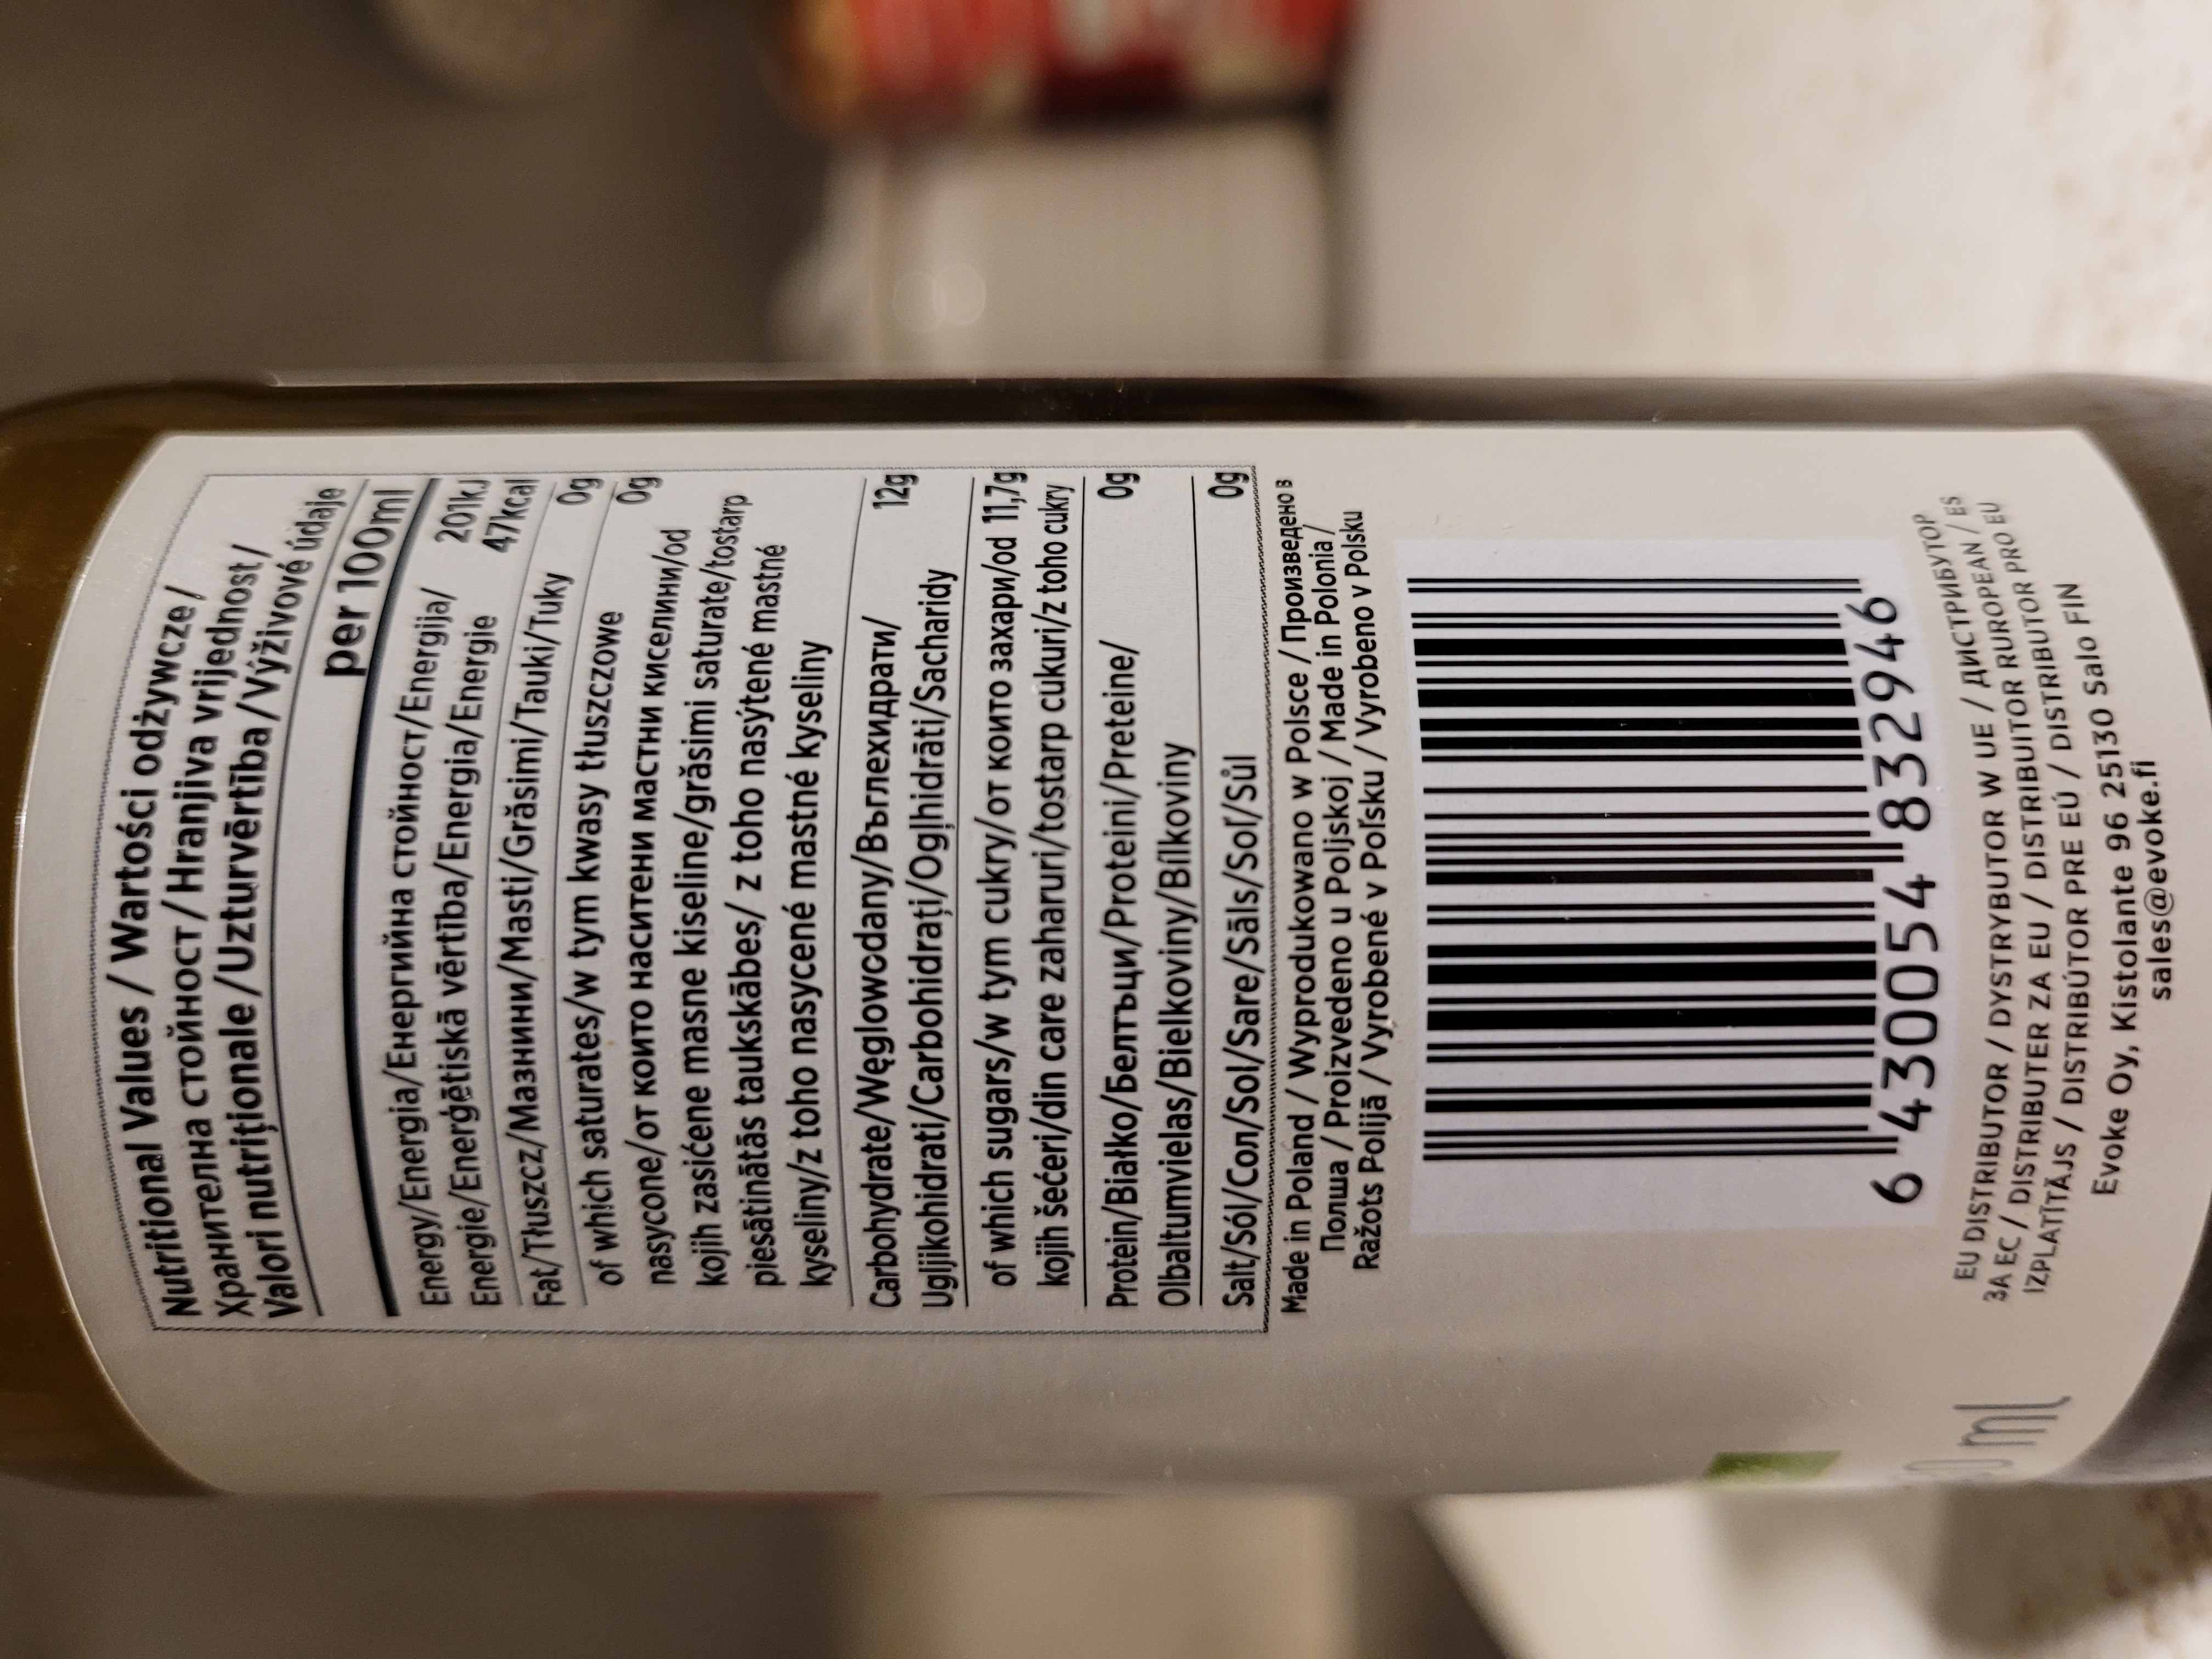 Nutritional Values / Wartości odżywcze /
Хранителна стойност / Hranjiva vrijednost /
Valori nutriționale / Uzturvērtība / Výživové údaje
per 100ml
Energy/Energia/Енергийна стойност/Energija/ 201kJ
Energie/Enerģētiskā vērtība/Energia/Energie 47kcal
Fat/Tłuszcz/Мазнини/Masti/Grăsimi/Tauki/Tuky 0g
of which saturates/w tym kwasy tłuszczowe 0g
nasycone/от които наситени мастни киселини/od
kojih zasićene masne kiseline/grăsimi saturate/tostarp
piesātinātās taukskābes/ z toho nasýtené mastné
kyseliny/z toho nasycené mastné kyseliny
Carbohydrate/Węglowodany/Въглехидрати/ 12g
Ugljikohidrati/Carbohidrați/Ogļhidrāti/Sacharidy
of which sugars/w tym cukry/от които захари/od 11,7g
kojih šećeri/din care zaharuri/tostarp cukuri/z toho cukry
Protein/Białko/Белтъци/Proteini/Preteine/ 0g
Olbaltumvielas/Bielkoviny/Bílkoviny
Salt/Sól/Сол/Sol/Sare/Sāls/Soľ/Sůl 0g
Made in Poland / Wyprodukowano w Polsce / Произведено в
Полша / Proizvedeno u Poljskoj / Made in Polonia /
Ražots Polijā / Vyrobené v Poľsku / Vyrobeno v Polsku
6 430054 832946
EU DISTRIBUTOR / DYSTRYBUTOR W UE / ДИСТРИБУТОР
ЗА ЕС / DISTRIBUTER ZA EU / DISTRIBUITOR RUROPEAN / ES
IZPLATĪTĀJS / DISTRIBÚTOR PRE EÚ / DISTRIBUTOR PRO EU
Evoke Oy, Kistolante 96 25130 Salo FIN
sales@evoke.fi
ml